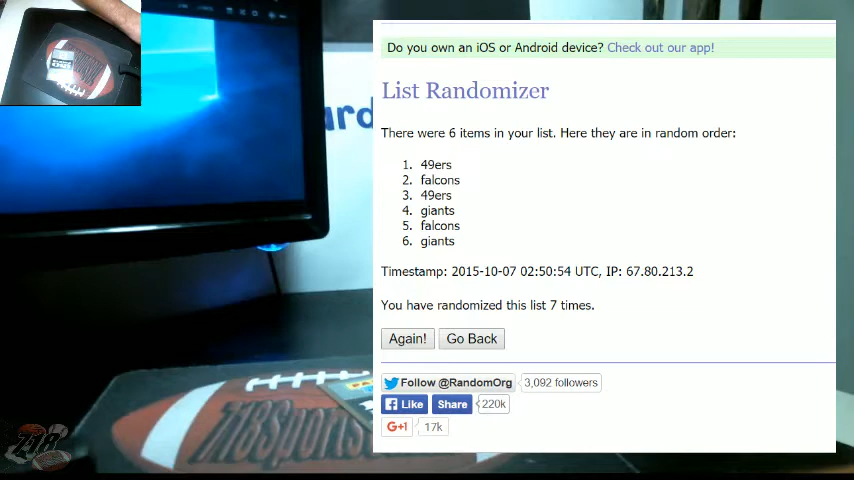 Do you own an iOS or Android device? Check out our app!
List Randomizer
There were 6 items in your list. Here they are in random order:
1. 49ers
2. falcons
3. 49ers
4. giants
5. falcons
6. giants
Timestamp: 2015-10-07 02:50:54 UTC, IP: 67.80.213.2
You have randomized this list 7 times.
Again! Go Back
Follow @RandomOrg 3,092 followers
Like Share 220k
G+1 17k
718Sports
718